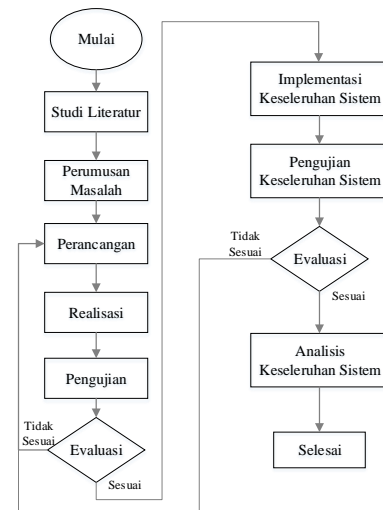 Mulai
Studi Literatur
Perumusan
Masalah
Perancangan
Realisasi
Pengujian
Tidak
Sesuai
Evaluasi
Sesuai
Implementasi
Keseleruhan Sistem
Pengujian
Keseleruhan Sistem
Tidak
Sesuai
Evaluasi
Sesuai
Analisis
Keseleruhan Sistem
Selesai